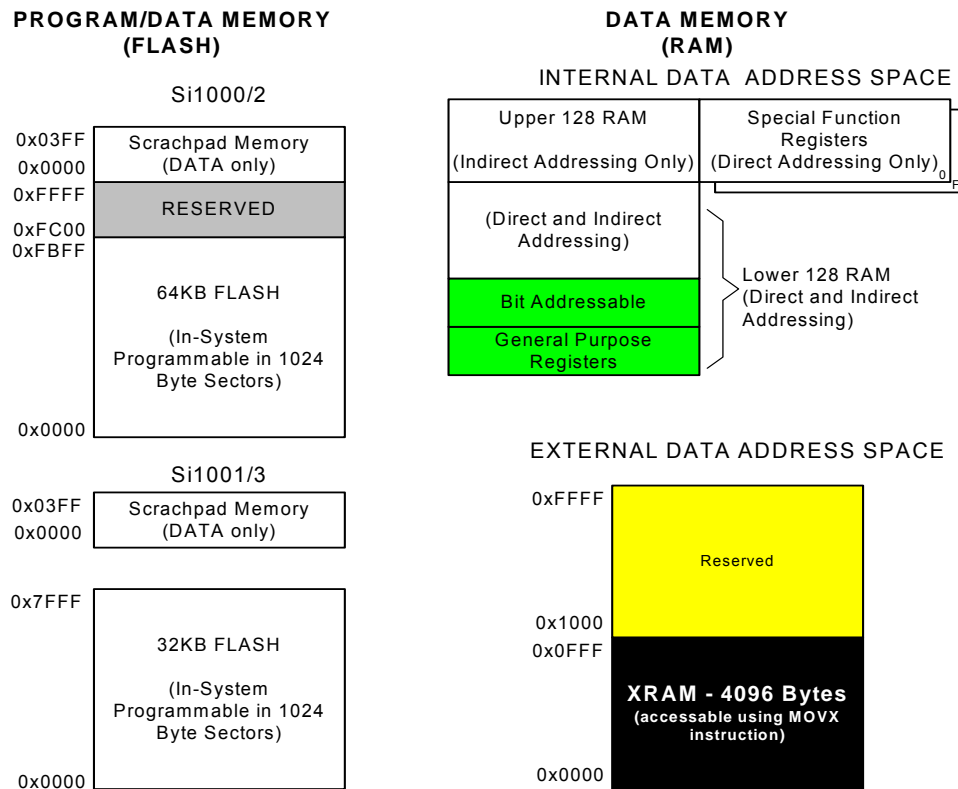 PROGRAM/DATA MEMORY
(FLASH)
Si1000/2
0x03FF
Scrachpad Memory
(DATA only)
0x0000
0xFFFF
RESERVED
0xFC00
0xFBFF
64KB FLASH
(In-System
Programmable in 1024
Byte Sectors)
0x0000
Si1001/3
0x03FF
Scrachpad Memory
(DATA only)
0x0000
0x7FFF
32KB FLASH
(In-System
Programmable in 1024
Byte Sectors)
0x0000
DATA MEMORY
(RAM)
INTERNAL DATA ADDRESS SPACE
Upper 128 RAM
(Indirect Addressing Only)
Special Function
Registers
(Direct Addressing Only)
0
F
(Direct and Indirect
Addressing)
Bit Addressable
General Purpose
Registers
Lower 128 RAM
(Direct and Indirect
Addressing)
EXTERNAL DATA ADDRESS SPACE
0xFFFF
Reserved
0x1000
0x0FFF
XRAM - 4096 Bytes
(accessable using MOVX
instruction)
0x0000